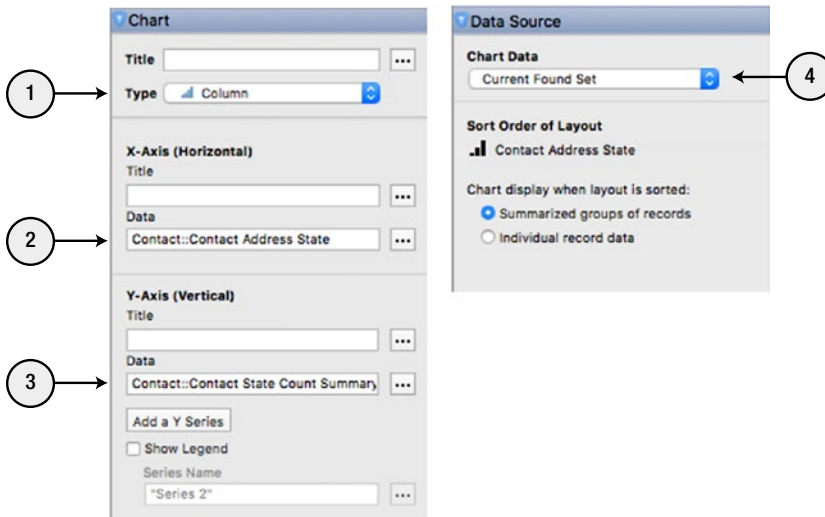 Chart
Title
...
1
Type
Column
X-Axis (Horizontal)
Title
...
Data
2
Contact::Contact Address State
...
Y-Axis (Vertical)
Title
...
Data
3
Contact::Contact State Count Summary
...
Add a Y Series
Show Legend
Series Name
"Series 2"
...
Data Source
Chart Data
Current Found Set
4
Sort Order of Layout
Contact Address State
Chart display when layout is sorted:
Summarized groups of records
Individual record data